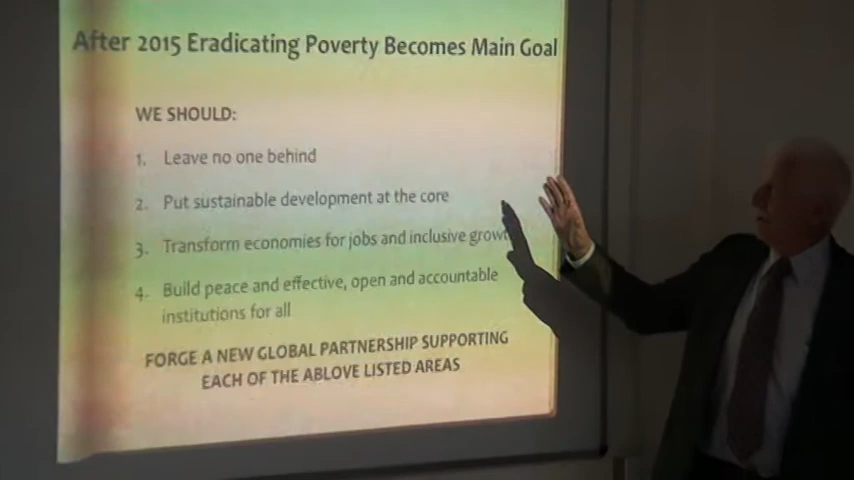 After 2015 Eradicating Poverty Becomes Main Goal
WE SHOULD:
1. Leave no one behind
2. Put sustainable development at the core
3. Transform economies for jobs and inclusive
4. Build peace and effective, open and accountable
institutions for all
FORGE A NEW GLOBAL PARTNERSHIP SUPPORTING
EACH OF THE ABLOVE LISTED AREAS